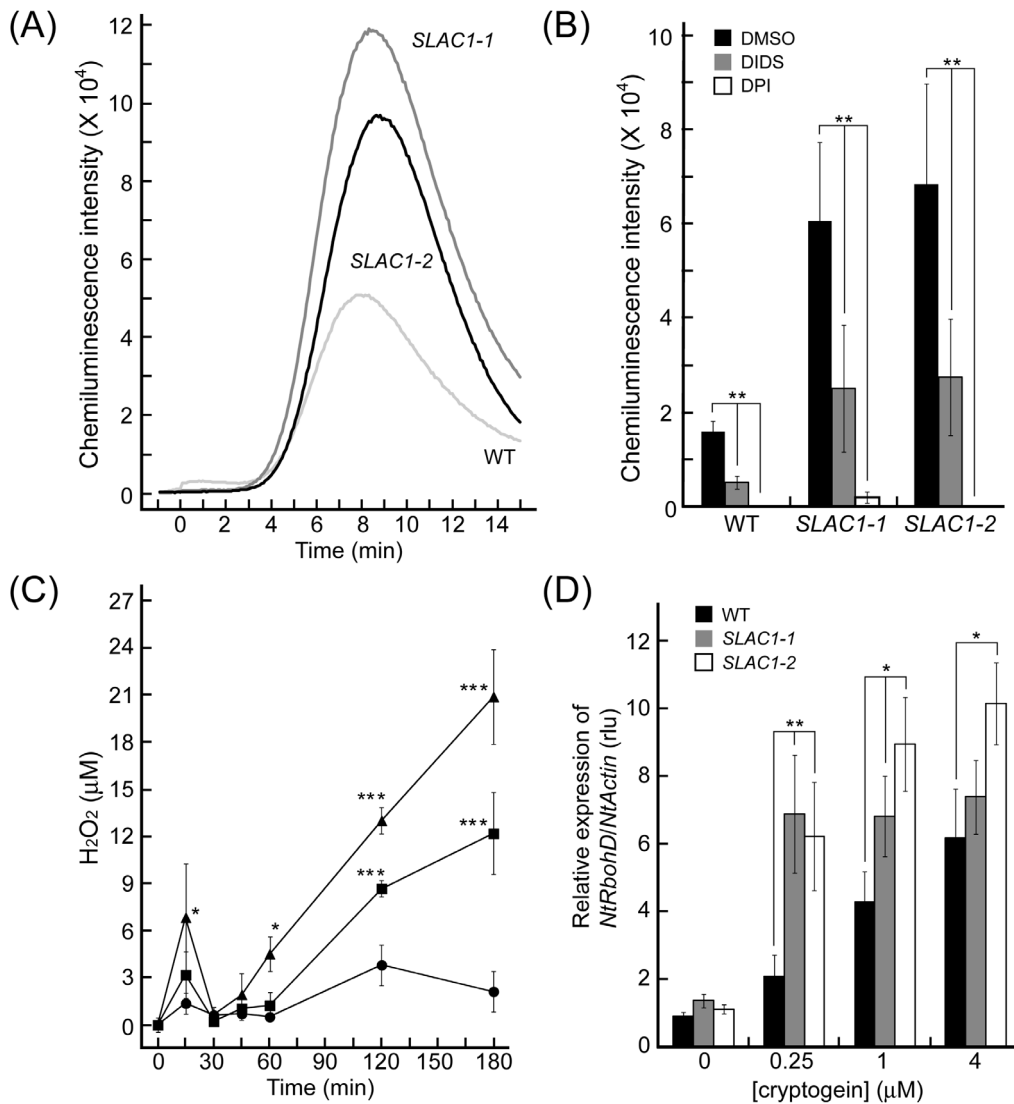 (A)
Chemiluminescence intensity (X 10⁴)
12
10
8
6
4
2
0
SLAC1-1
SLAC1-2
WT
0 2 4 6 8 10 12 14
Time (min)
(B)
Chemiluminescence intensity (X 10⁴)
10
8
6
4
2
0
DMSO
DIDS
DPI
**
**
**
WT SLAC1-1 SLAC1-2
(C)
H₂O₂ (μM)
27
24
21
18
15
12
9
6
3
0
*
*
***
***
***
***
0 30 60 90 120 150 180
Time (min)
(D)
Relative expression of
NtRbohD/NtActin (rlu)
12
10
8
6
4
2
0
WT
SLAC1-1
SLAC1-2
**
*
*
0 0.25 1 4
[cryptogein] (μM)